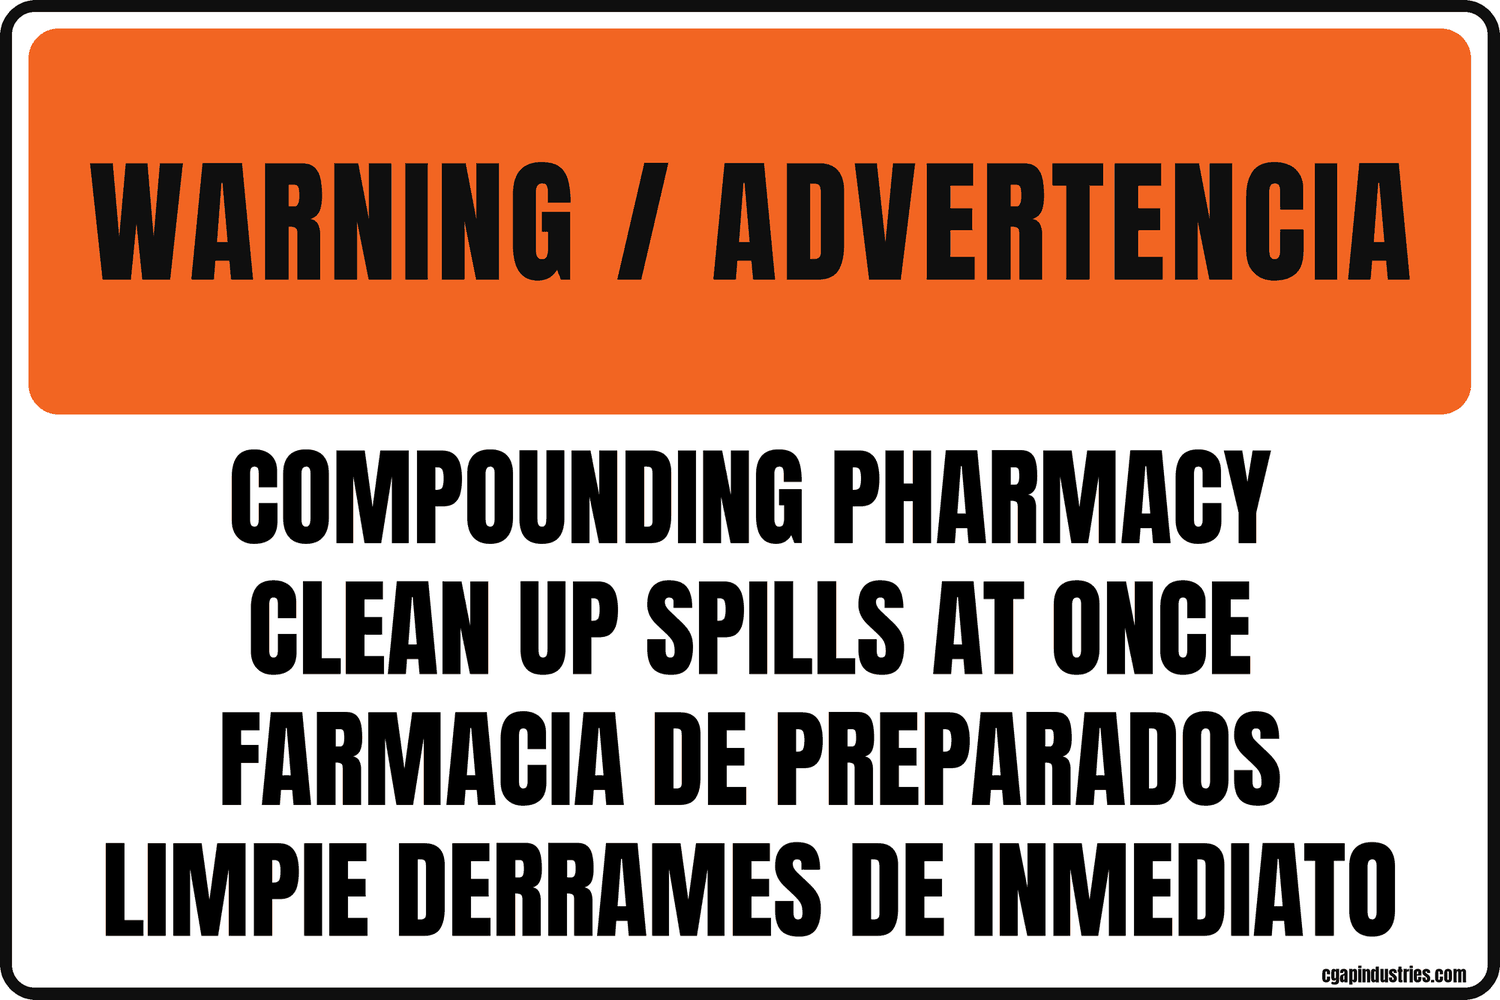 WARNING / ADVERTENCIA
COMPOUNDING PHARMACY
CLEAN UP SPILLS AT ONCE
FARMACIA DE PREPARADOS
LIMPIE DERRAMES DE INMEDIATO
cgapindustries.com